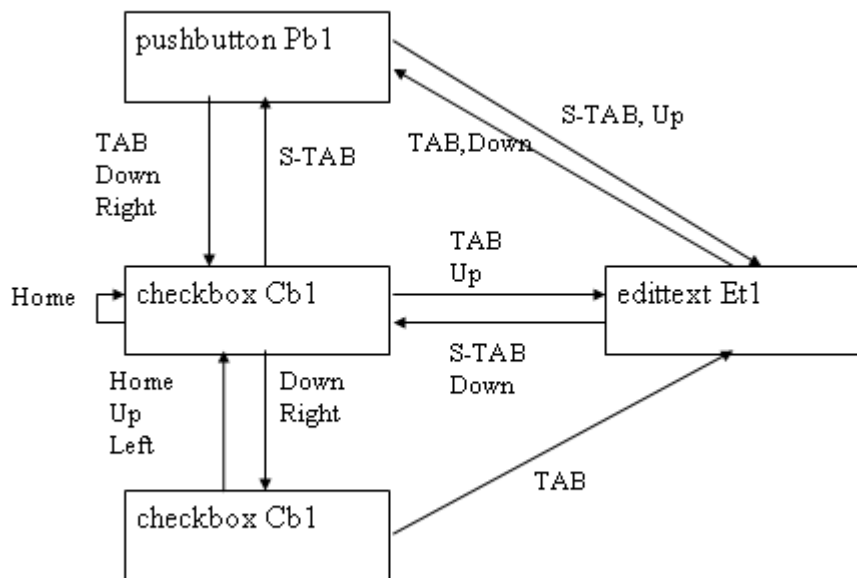 pushbutton Pb1
S-TAB, Up
TAB,Down
TAB
Down
Right
S-TAB
TAB
Up
Home
checkbox Cb1
edittext Et1
S-TAB
Down
Home
Up
Left
Down
Right
TAB
checkbox Cb1